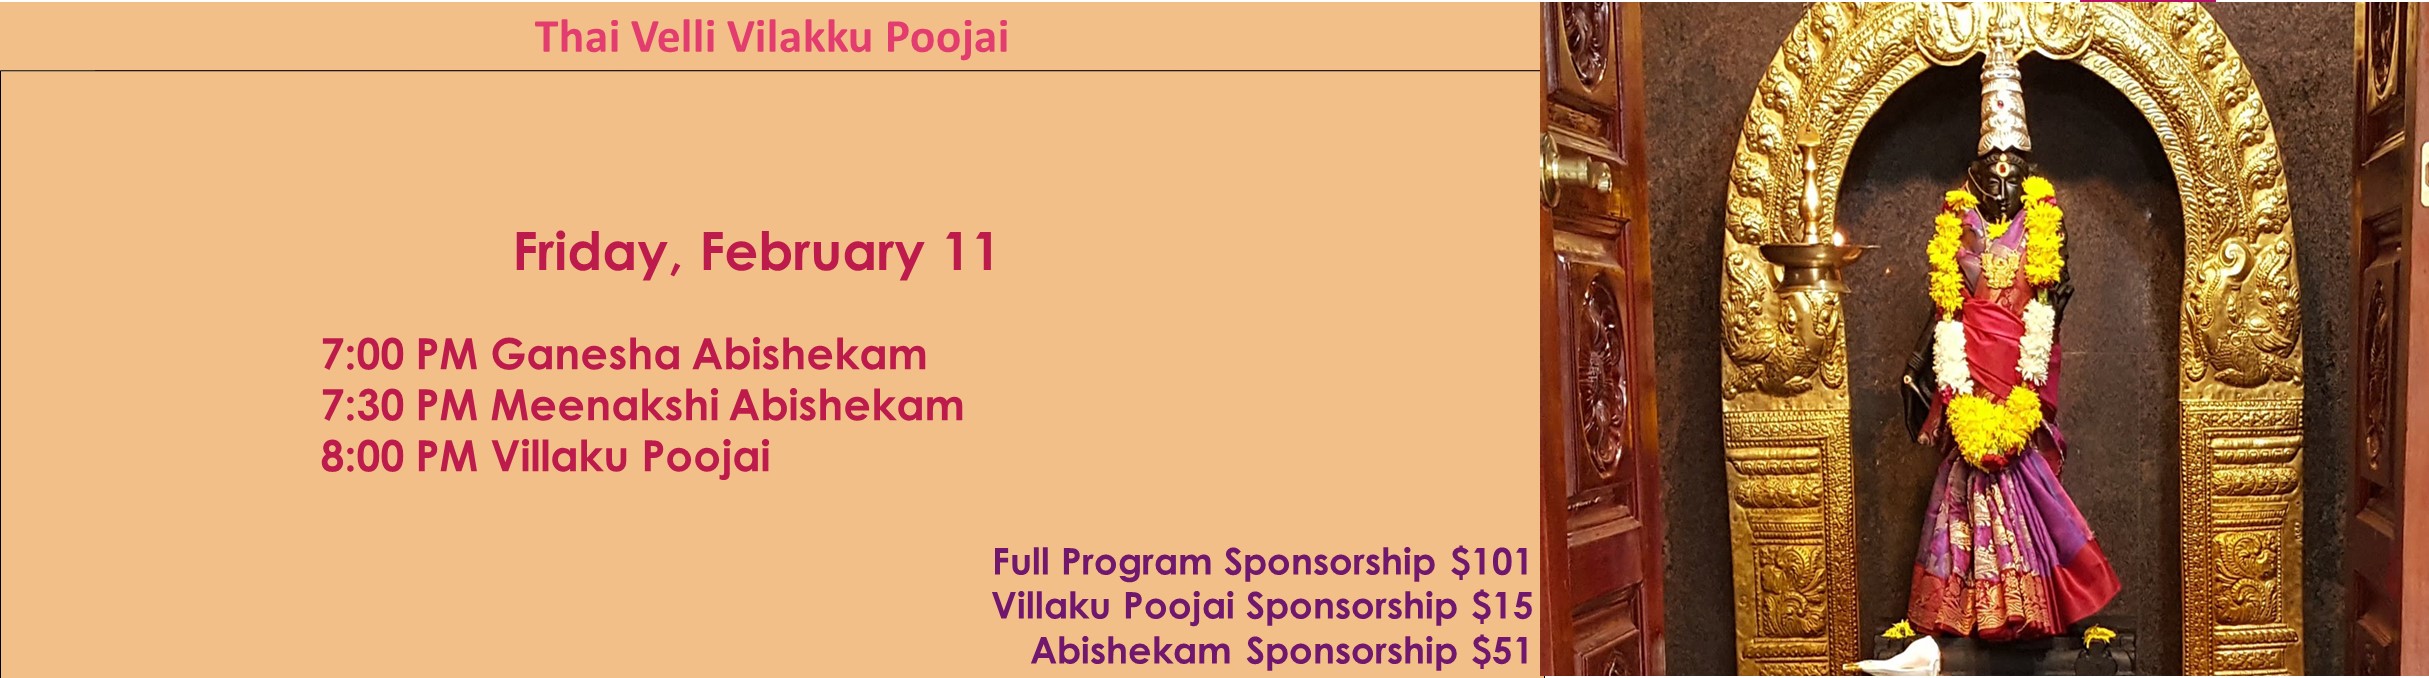 Thai Velli Vilakku Poojai
Friday, February 11
7:00 PM Ganesha Abishekam
7:30 PM Meenakshi Abishekam
8:00 PM Villaku Poojai
Full Program Sponsorship $101
Villaku Poojai Sponsorship $15
Abishekam Sponsorship $51